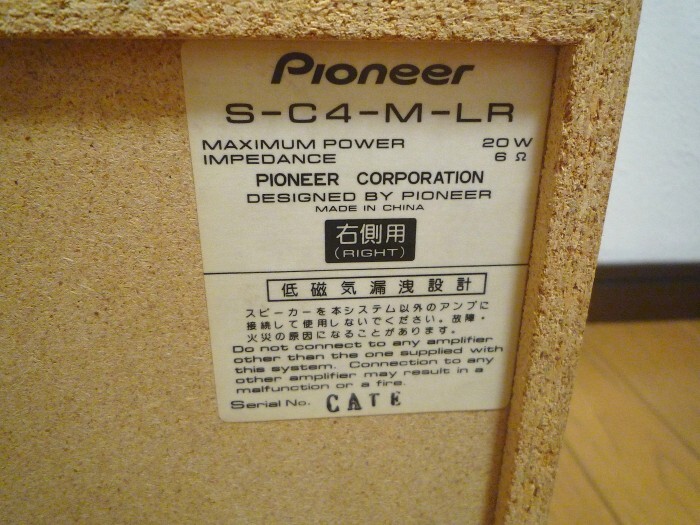 Pioneer
S-C4-M-LR
MAXIMUM POWER 20W
IMPEDANCE 6Ω
PIONEER CORPORATION
DESIGNED BY PIONEER
MADE IN CHINA
右側用
(RIGHT)
低磁気漏洩設計
スピーカーを本システム以外のアンプに
接続して使用しないでください。故障・
火災の原因になることがあります。
Do not connect to any amplifier
other than the one supplied with
this system. Connection to any
other amplifier may result in a
malfunction or a fire.
Serial No. CATE